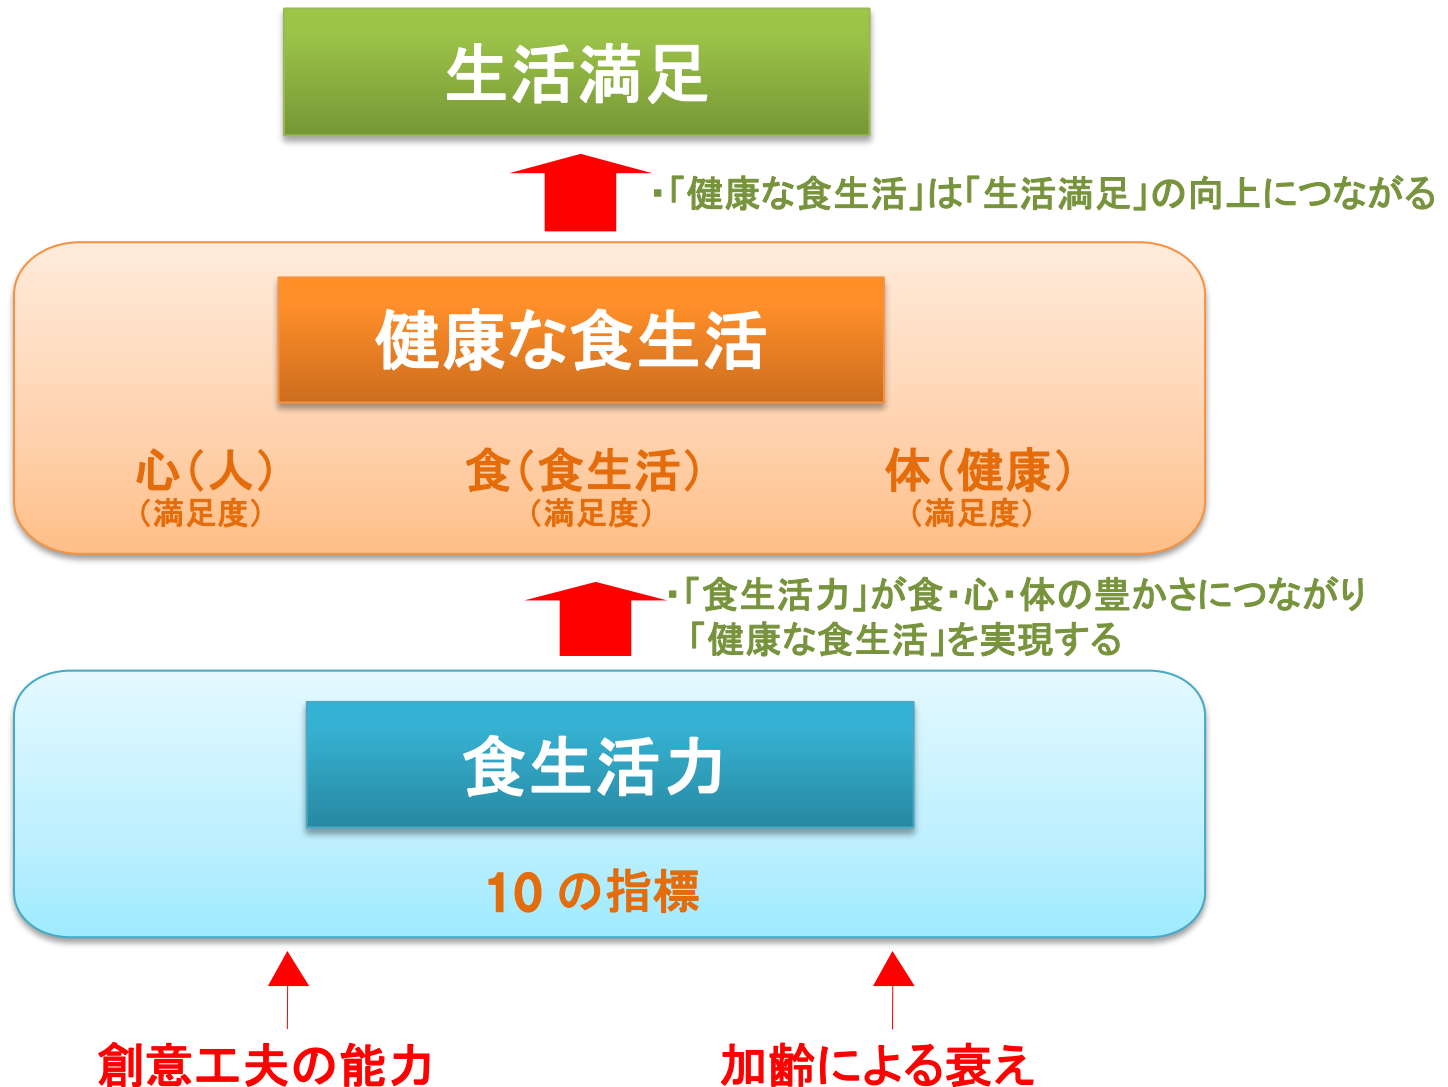 生活満足
・「健康な食生活」は「生活満足」の向上につながる
健康な食生活
心（人） 食（食生活） 体（健康）
（満足度） （満足度） （満足度）
・「食生活力」が食・心・体の豊かさにつながり
「健康な食生活」を実現する
食生活力
10 の指標
創意工夫の能力 加齢による衰え